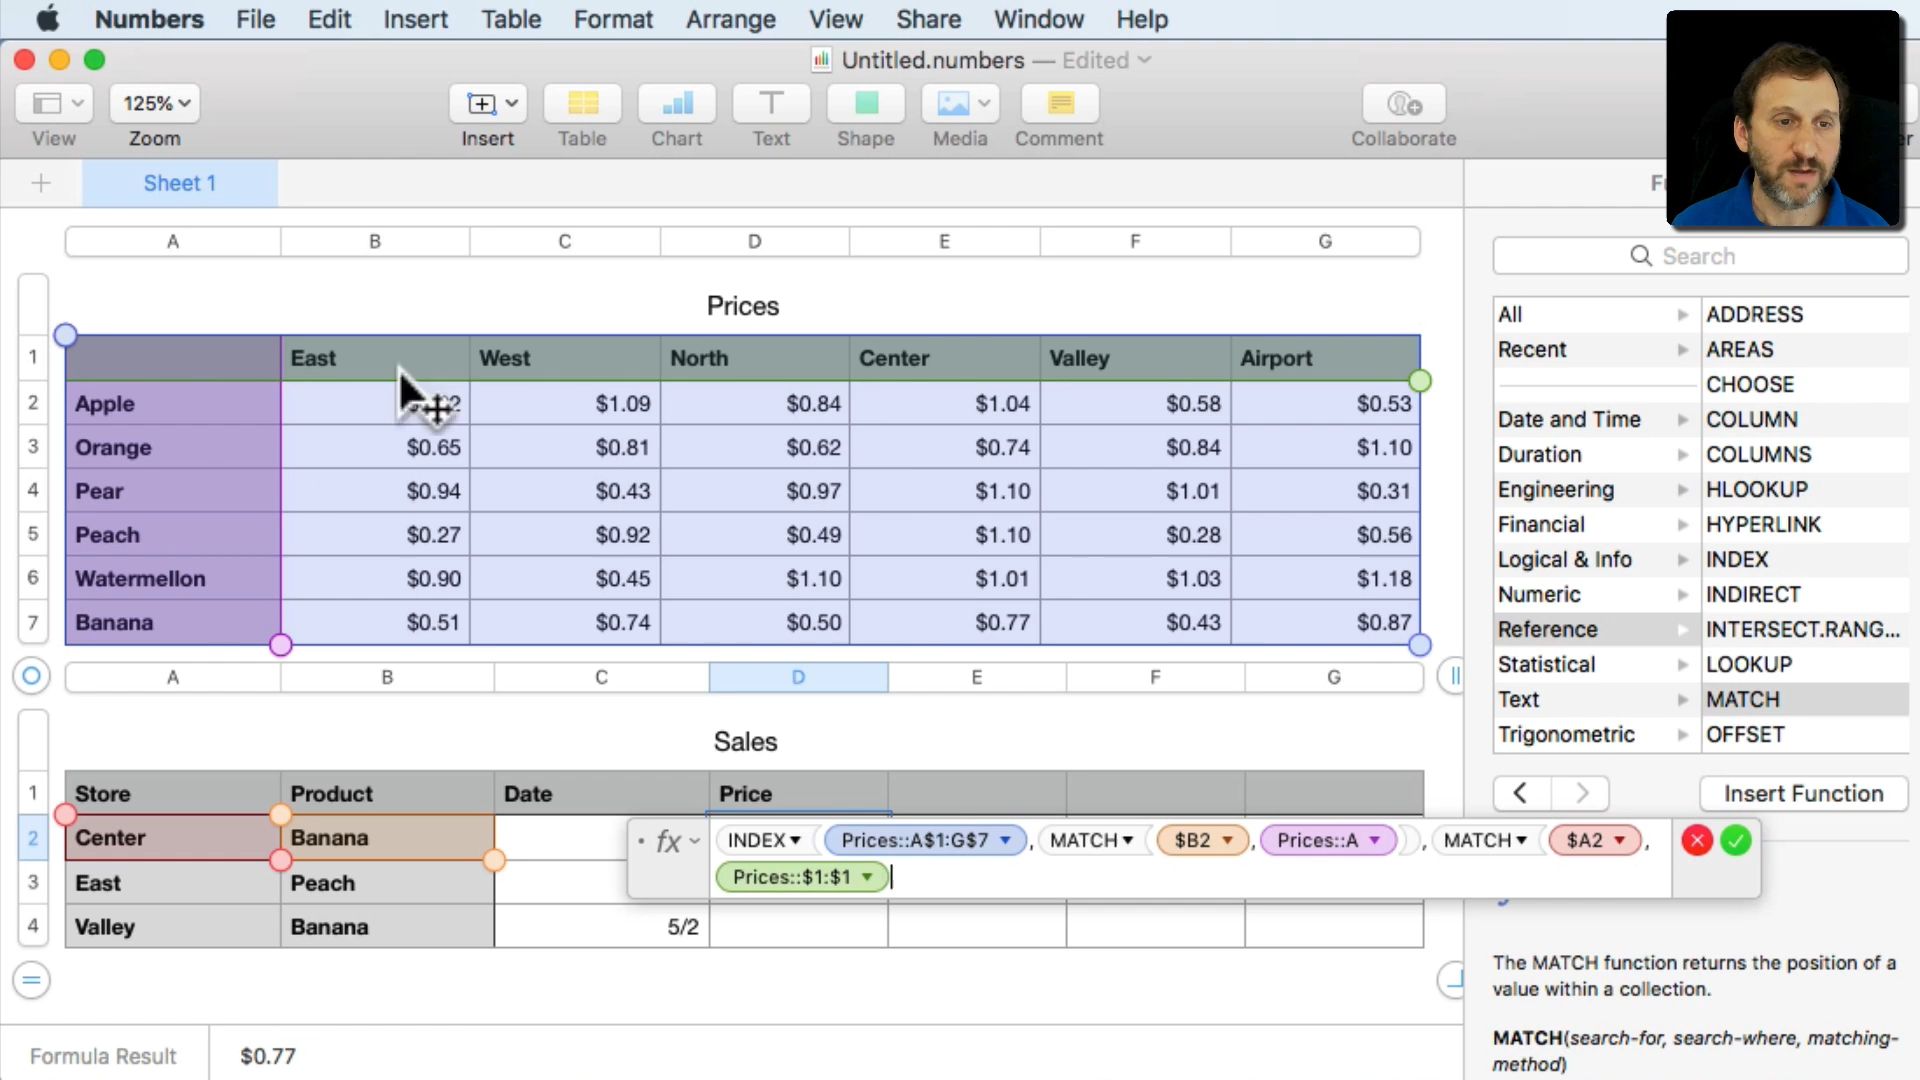 Numbers File Edit Insert Table Format Arrange View Share Window Help
Untitled.numbers — Edited
125%
View Zoom Insert Table Chart Text Shape Media Comment Collaborate
Sheet 1
Search
A B C D E F G
Prices
1 East West North Center Valley Airport
2 Apple $1.09 $0.84 $1.04 $0.58 $0.53
3 Orange $0.65 $0.81 $0.62 $0.74 $0.84 $1.10
4 Pear $0.94 $0.43 $0.97 $1.10 $1.01 $0.31
5 Peach $0.27 $0.92 $0.49 $1.10 $0.28 $0.56
6 Watermellon $0.90 $0.45 $1.10 $1.01 $1.03 $1.18
7 Banana $0.51 $0.74 $0.50 $0.77 $0.43 $0.87
A B C D E F G
Sales
1 Store Product Date Price
2 Center Banana
3 East Peach
4 Valley Banana 5/2
fx INDEX Prices::A$1:G$7 , MATCH $B2 , Prices::A , MATCH $A2 ,
Prices::$1:$1
Formula Result $0.77
All
Recent
Date and Time
Duration
Engineering
Financial
Logical & Info
Numeric
Reference
Statistical
Text
Trigonometric
ADDRESS
AREAS
CHOOSE
COLUMN
COLUMNS
HLOOKUP
HYPERLINK
INDEX
INDIRECT
INTERSECT.RANG...
LOOKUP
MATCH
OFFSET
Insert Function
The MATCH function returns the position of a
value within a collection.
MATCH(search-for, search-where, matching-
method)